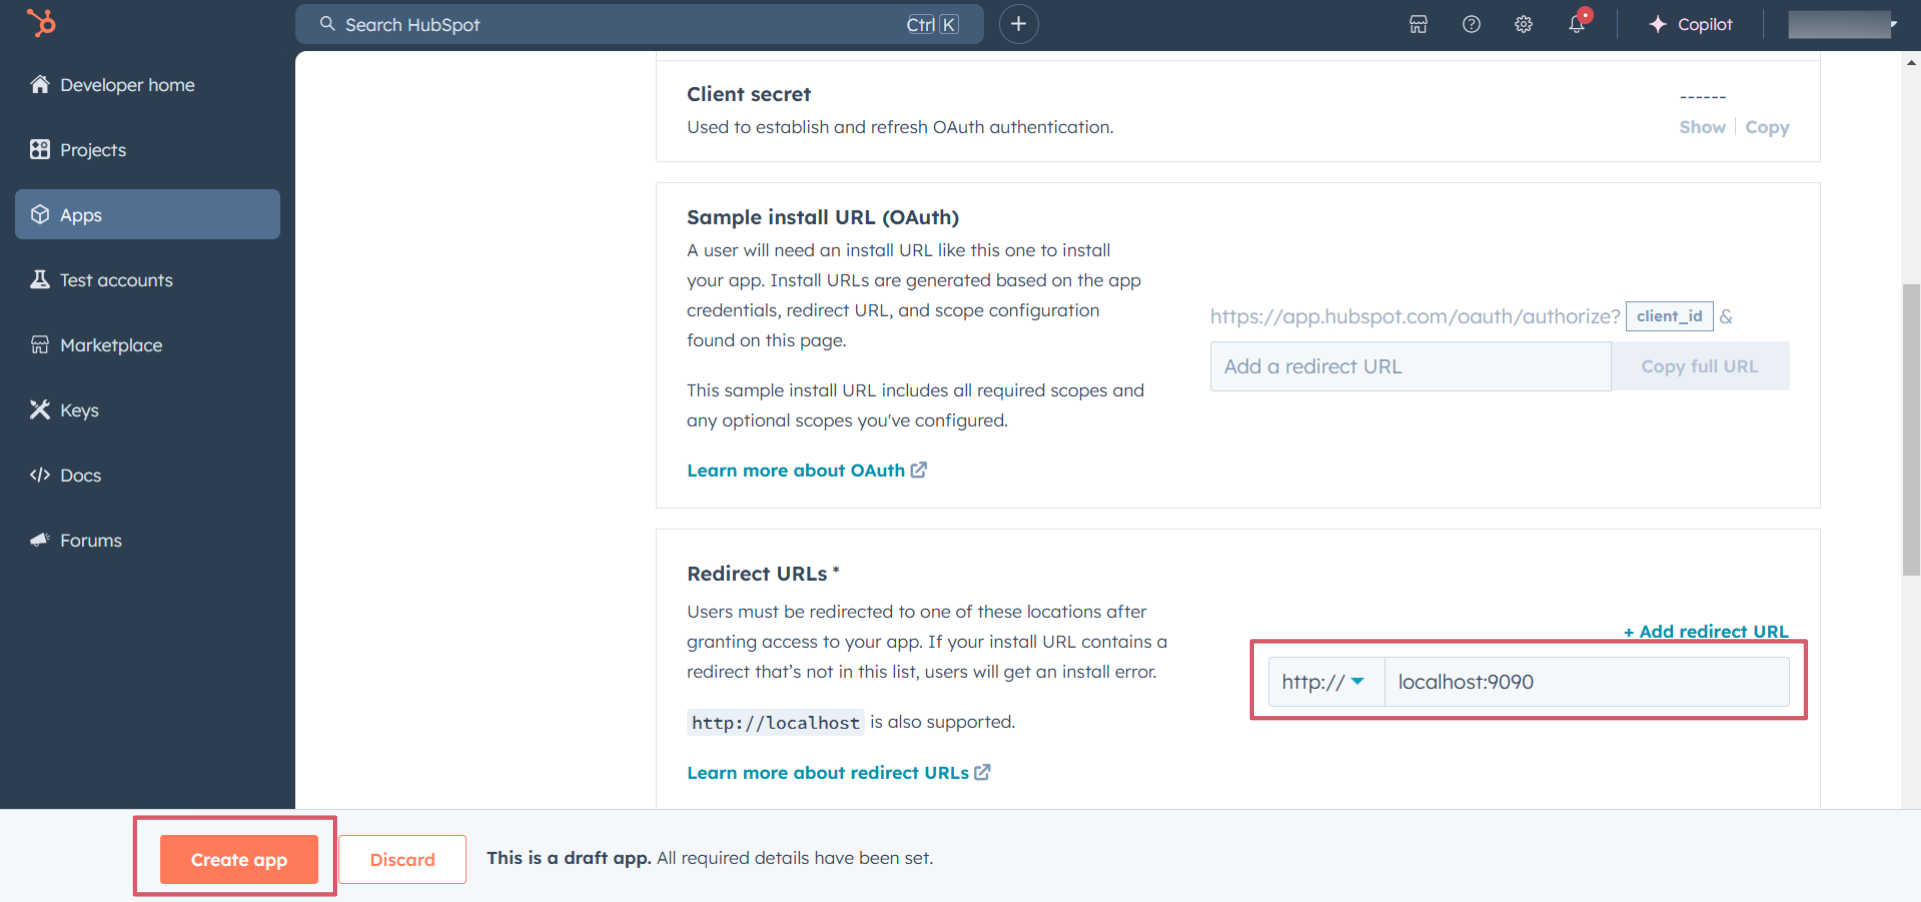 Search HubSpot
Ctrl K
Copilot
Developer home
Projects
Apps
Test accounts
Marketplace
Keys
Docs
Forums
Client secret
Used to establish and refresh OAuth authentication.
------
Show
Copy
Sample install URL (OAuth)
A user will need an install URL like this one to install
your app. Install URLs are generated based on the app
credentials, redirect URL, and scope configuration
found on this page.
This sample install URL includes all required scopes and
any optional scopes you've configured.
Learn more about OAuth
https://app.hubspot.com/oauth/authorize? client_id &
Add a redirect URL
Copy full URL
Redirect URLs *
Users must be redirected to one of these locations after
granting access to your app. If your install URL contains a
redirect that’s not in this list, users will get an install error.
http://localhost is also supported.
Learn more about redirect URLs
+ Add redirect URL
http://
localhost:9090
Create app
Discard
This is a draft app. All required details have been set.